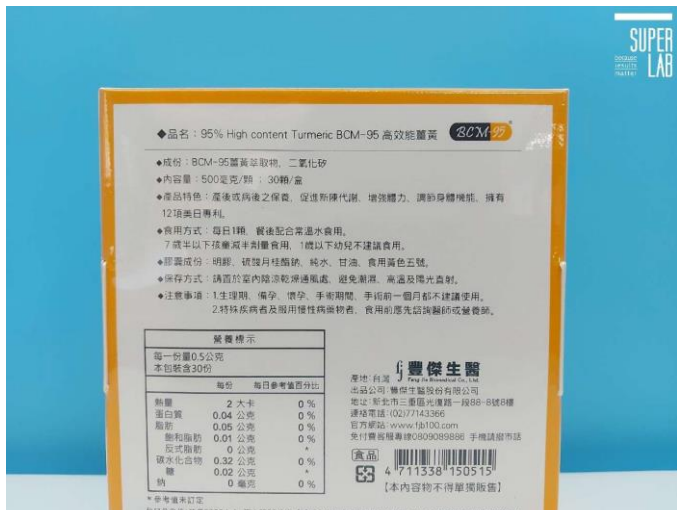 SUPER
LAB
because
results
matter
◆品名：95% High content Turmeric BCM-95 高效能薑黃 BCM-95
◆成份：BCM-95薑黃萃取物、二氧化矽
◆內容量：500毫克/顆；30顆/盒
◆產品特色：產後或病後之保養、促進新陳代謝、增強體力、調節身體機能，擁有
12項美日專利。
◆食用方式：每日1顆，餐後配合常溫水食用。
7歲半以下孩童減半劑量食用，1歲以下幼兒不建議食用。
◆膠囊成份：明膠、硫酸月桂酯鈉、純水、甘油、食用黃色五號。
◆保存方式：請置於室內陰涼乾燥通風處，避免潮濕、高溫及陽光直射。
◆注意事項：1.生理期、備孕、懷孕、手術期間、手術前一個月都不建議使用。
2.特殊疾病者及服用慢性病藥物者，食用前應先諮詢醫師或營養師。
營養標示
每一份量0.5公克
本包裝含30份
每份 每日參考值百分比
熱量 2 大卡 0 %
蛋白質 0.04 公克 0 %
脂肪 0.05 公克 0 %
飽和脂肪 0.01 公克 0 %
反式脂肪 0 公克 *
碳水化合物 0.32 公克 0 %
糖 0.02 公克 *
鈉 0 毫克 0 %
*參考值未訂定
產地：台灣 豐傑生醫
Fong Jie Biomedical Co., Ltd.
出品公司：豐傑生醫股份有限公司
地址：新北市三重區光復路一段88-8號8樓
連絡電話：(02)77143366
官方網站：www.fjb100.com
免付費客服專線0809089886 手機請撥市話
食品
4 711338 150515
【本內容物不得單獨販售】